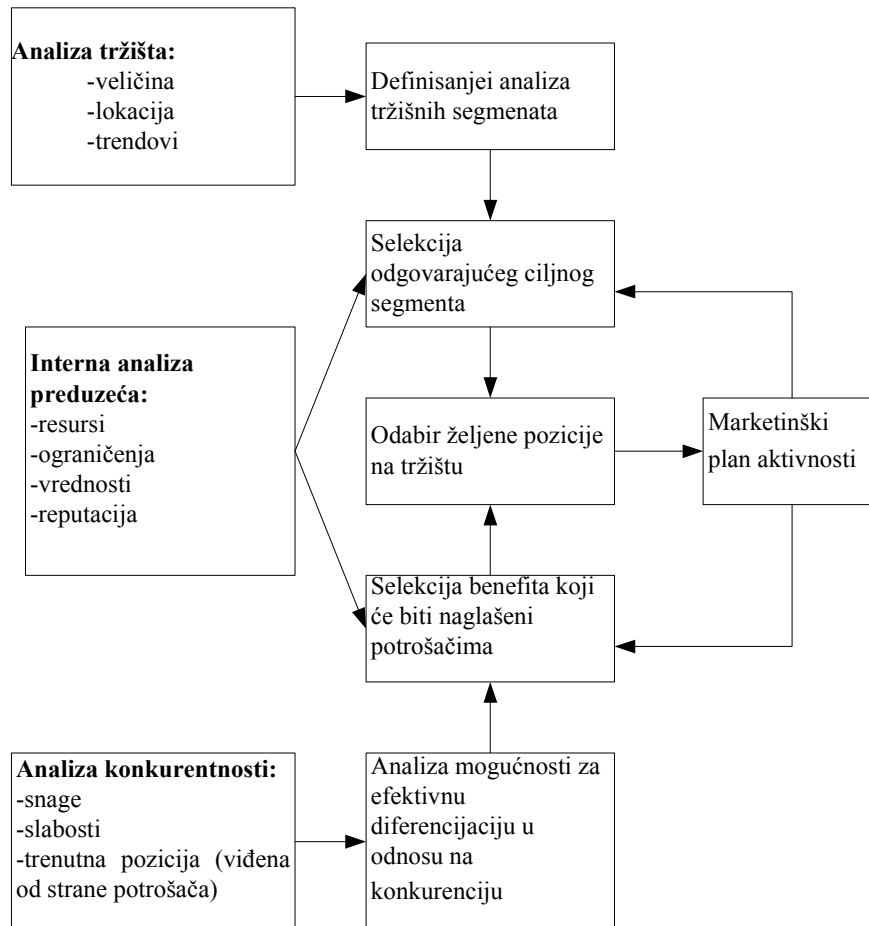 Analiza tržišta:
-veličina
-lokacija
-trendovi
Definisanjei analiza
tržišnih segmenata
Selekcija
odgovarajućeg ciljnog
segmenta
Interna analiza
preduzeća:
-resursi
-ograničenja
-vrednosti
-reputacija
Odabir željene pozicije
na tržištu
Marketinški
plan aktivnosti
Selekcija benefita koji
će biti naglašeni
potrošačima
Analiza konkurentnosti:
-snage
-slabosti
-trenutna pozicija (viđena
od strane potrošača)
Analiza mogućnosti za
efektivnu
diferencijaciju u
odnosu na
konkurenciju